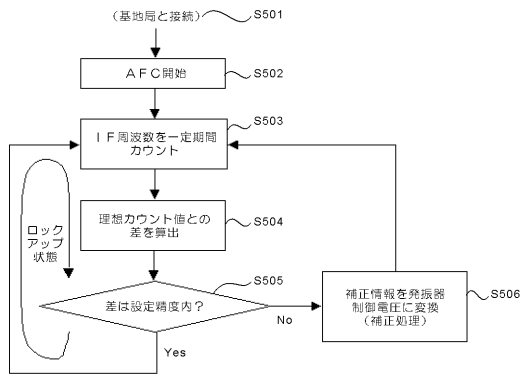 （基地局と接続）
S501
ＡＦＣ開始
S502
ＩＦ周波数を一定期間
カウント
S503
理想カウント値との
差を算出
S504
ロック
アップ
状態
差は設定精度内？
S505
No
Yes
補正情報を発振器
制御電圧に変換
（補正処理）
S506